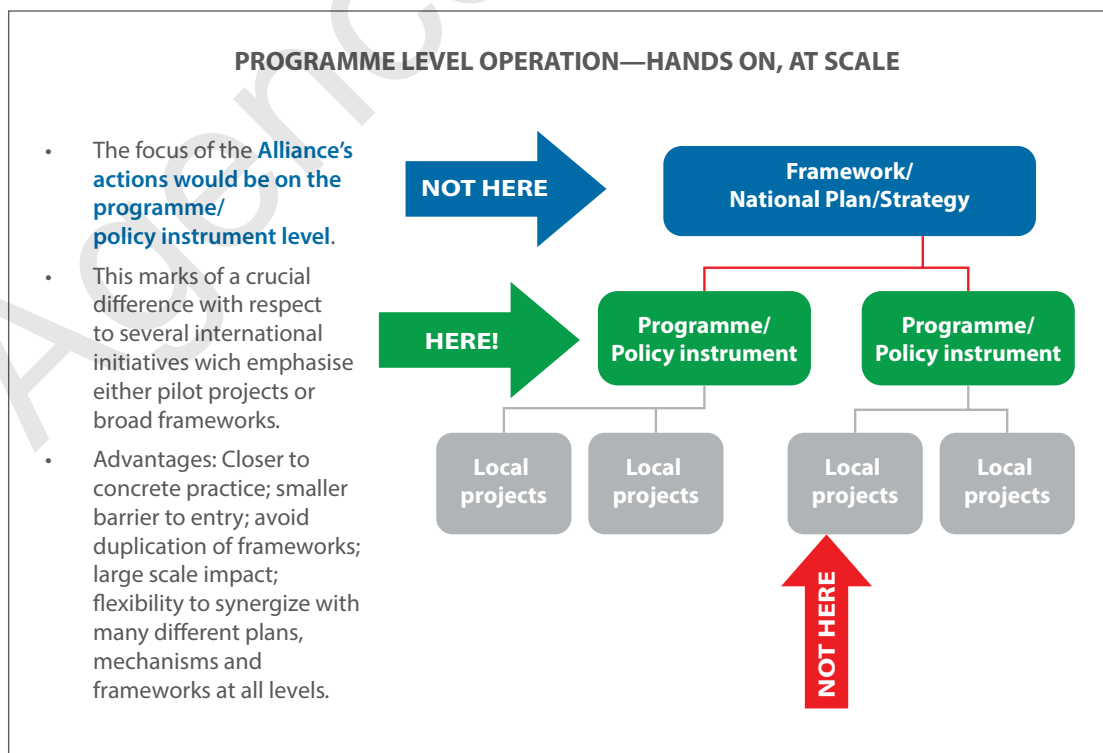 PROGRAMME LEVEL OPERATION—HANDS ON, AT SCALE
• The focus of the Alliance's
actions would be on the
programme/
policy instrument level.
• This marks of a crucial
difference with respect
to several international
initiatives wich emphasise
either pilot projects or
broad frameworks.
• Advantages: Closer to
concrete practice; smaller
barrier to entry; avoid
duplication of frameworks;
large scale impact;
flexibility to synergize with
many different plans,
mechanisms and
frameworks at all levels.
NOT HERE
Framework/
National Plan/Strategy
HERE!
Programme/
Policy instrument
Programme/
Policy instrument
Local
projects
Local
projects
Local
projects
Local
projects
NOT HERE